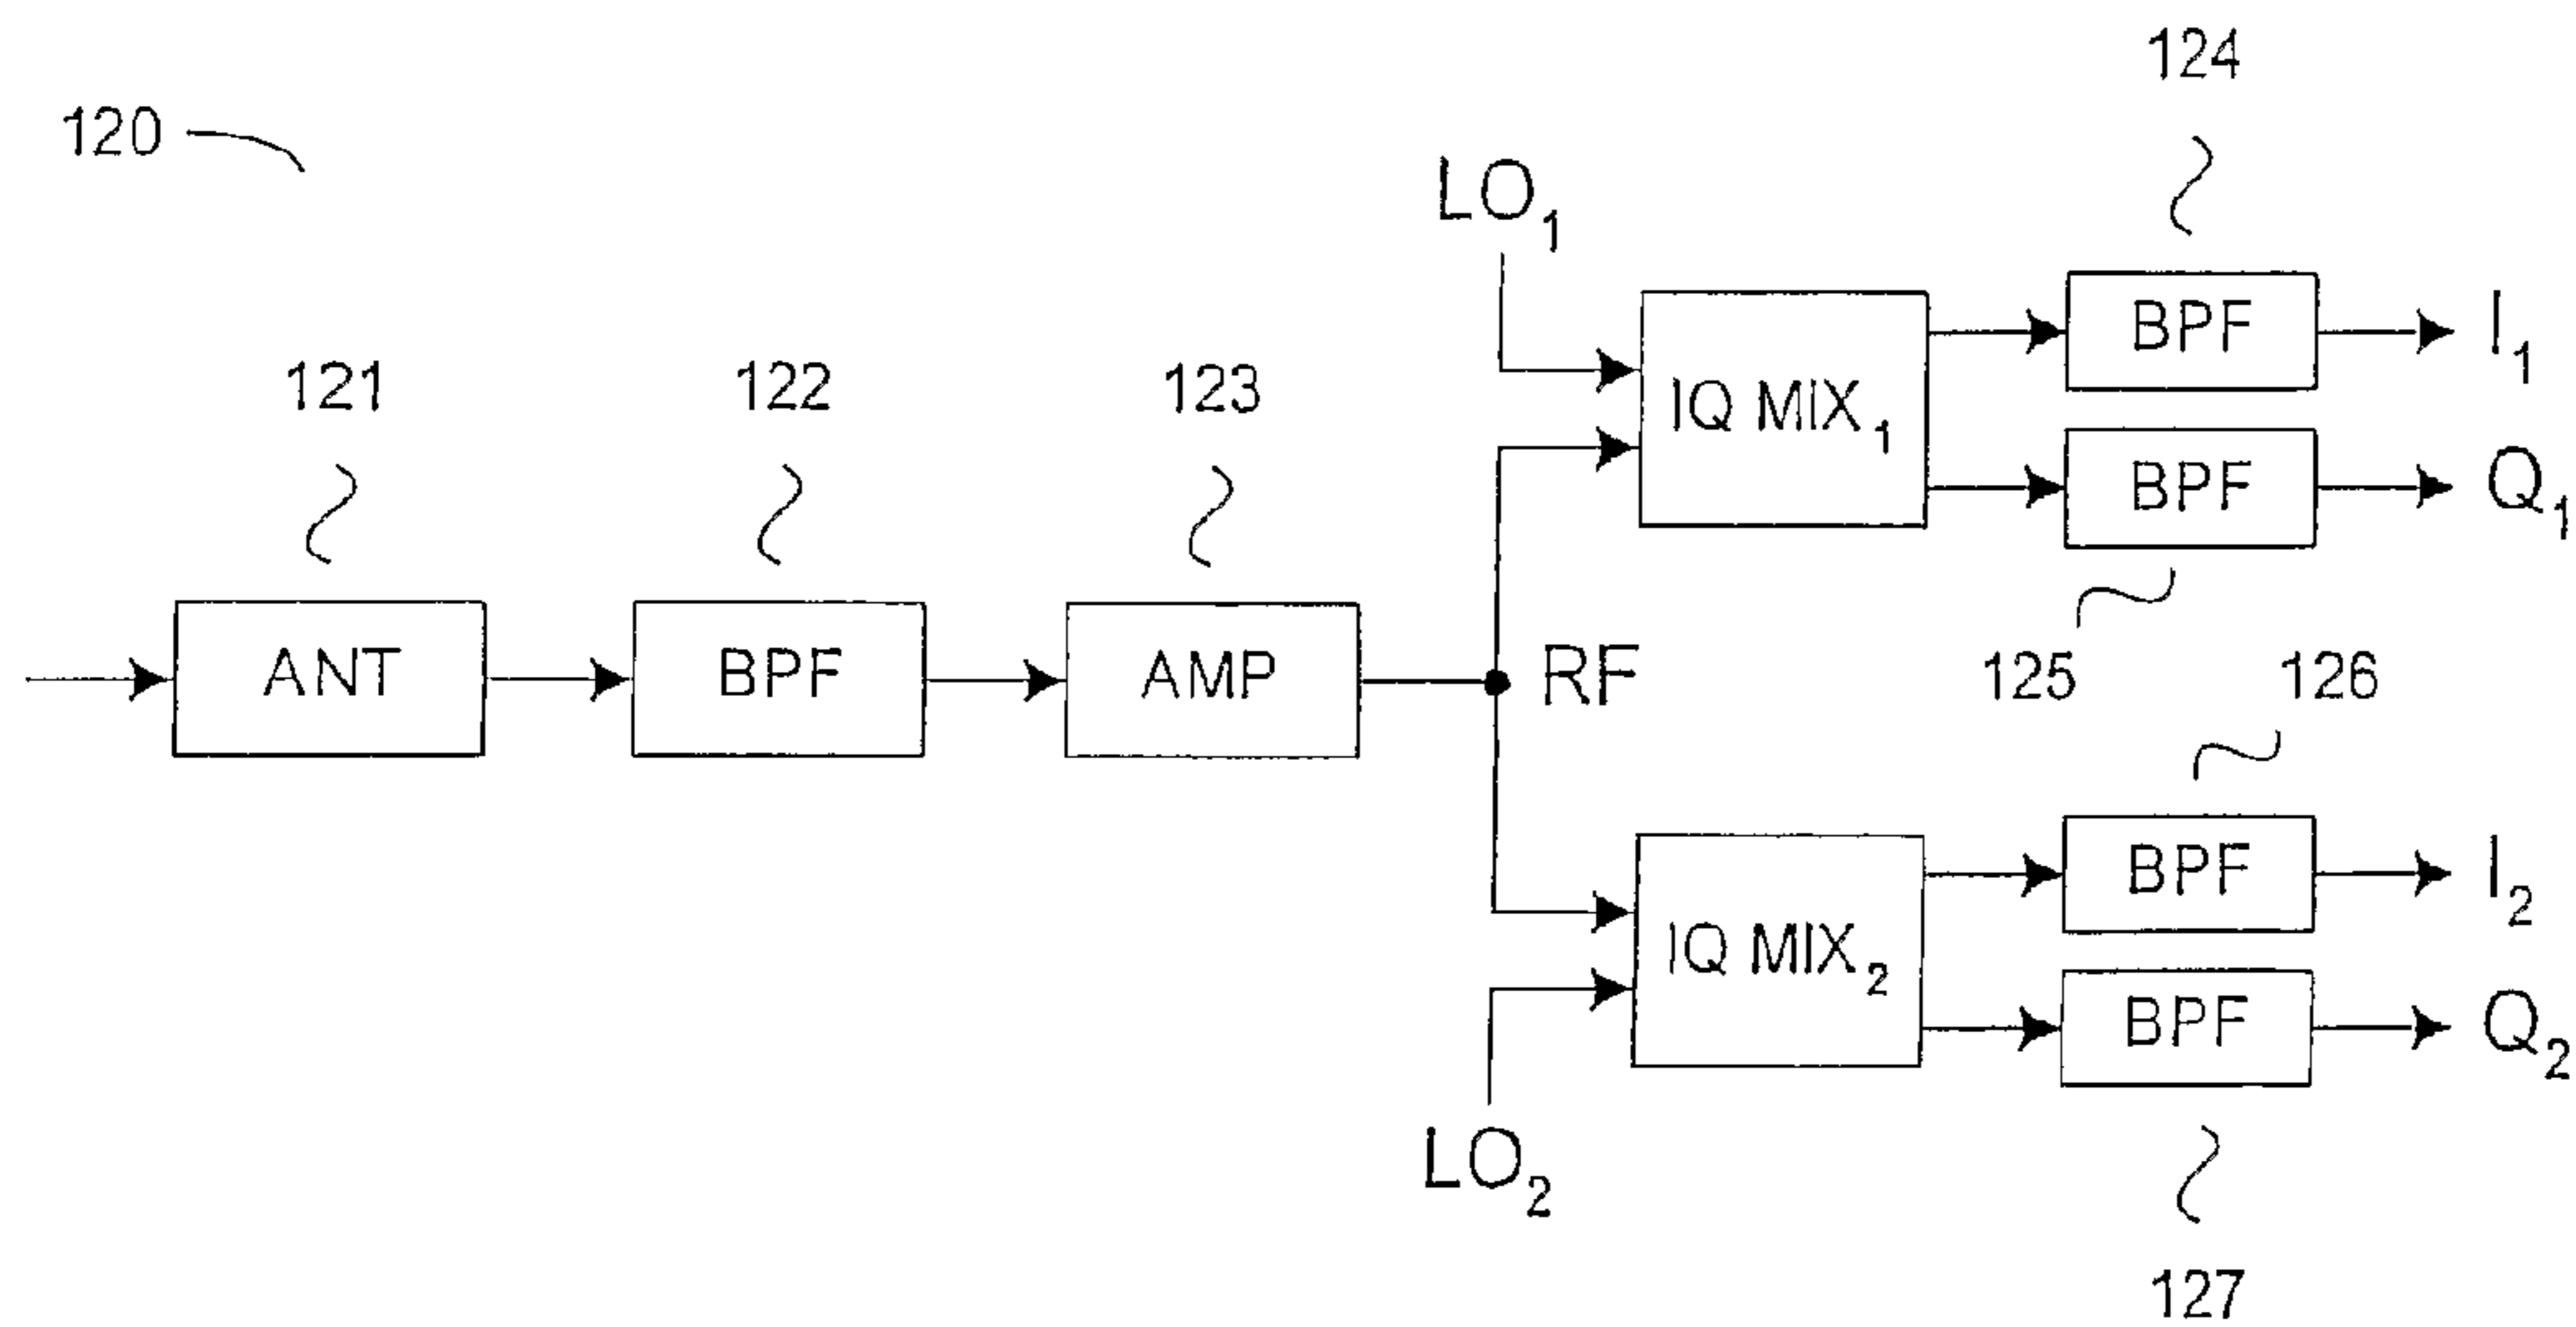 124
120
LO1
BPF
I1
121
122
123
IQ MIX1
BPF
Q1
ANT
BPF
AMP
RF
125
126
BPF
I2
IQ MIX2
BPF
Q2
LO2
127